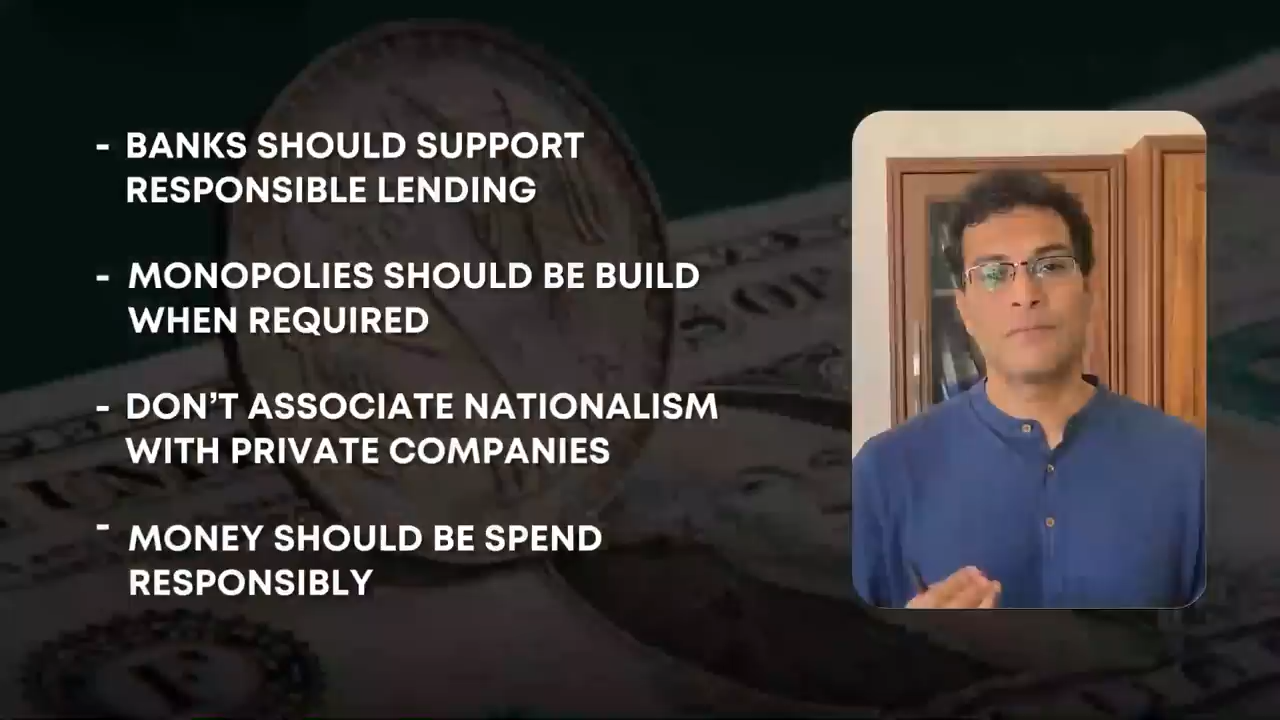 - BANKS SHOULD SUPPORT
RESPONSIBLE LENDING
- MONOPOLIES SHOULD BE BUILD
WHEN REQUIRED
- DON'T ASSOCIATE NATIONALISM
WITH PRIVATE COMPANIES
- MONEY SHOULD BE SPEND
RESPONSIBLY